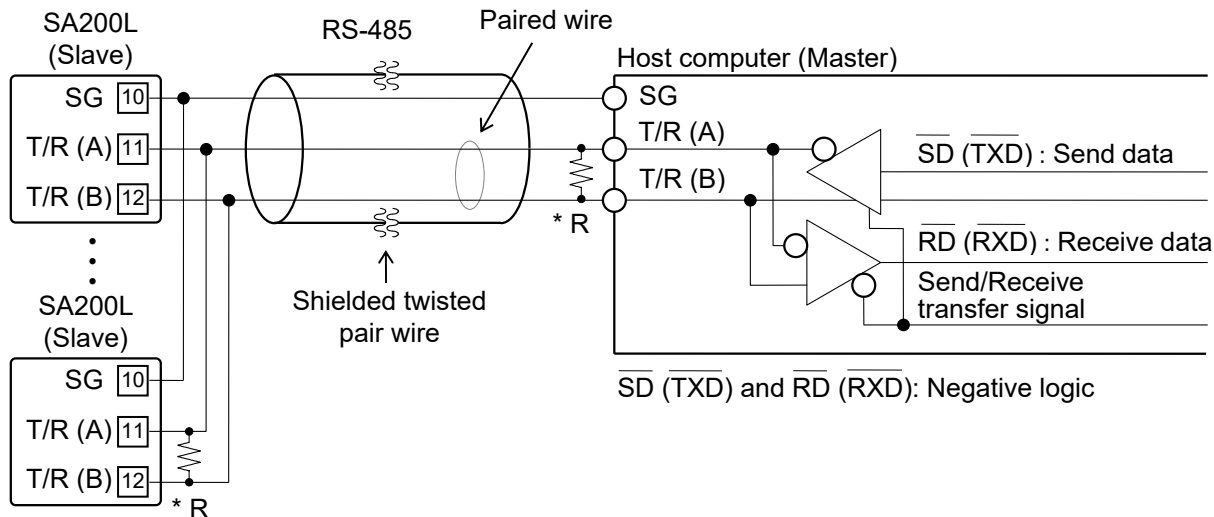 SA200L
(Slave)
SG 10
T/R (A) 11
T/R (B) 12
RS-485
Paired wire
Shielded twisted
pair wire
* R
Host computer (Master)
SG
T/R (A)
T/R (B)
SD (TXD) : Send data
RD (RXD) : Receive data
Send/Receive
transfer signal
SD (TXD) and RD (RXD): Negative logic
SA200L
(Slave)
SG 10
T/R (A) 11
T/R (B) 12
* R